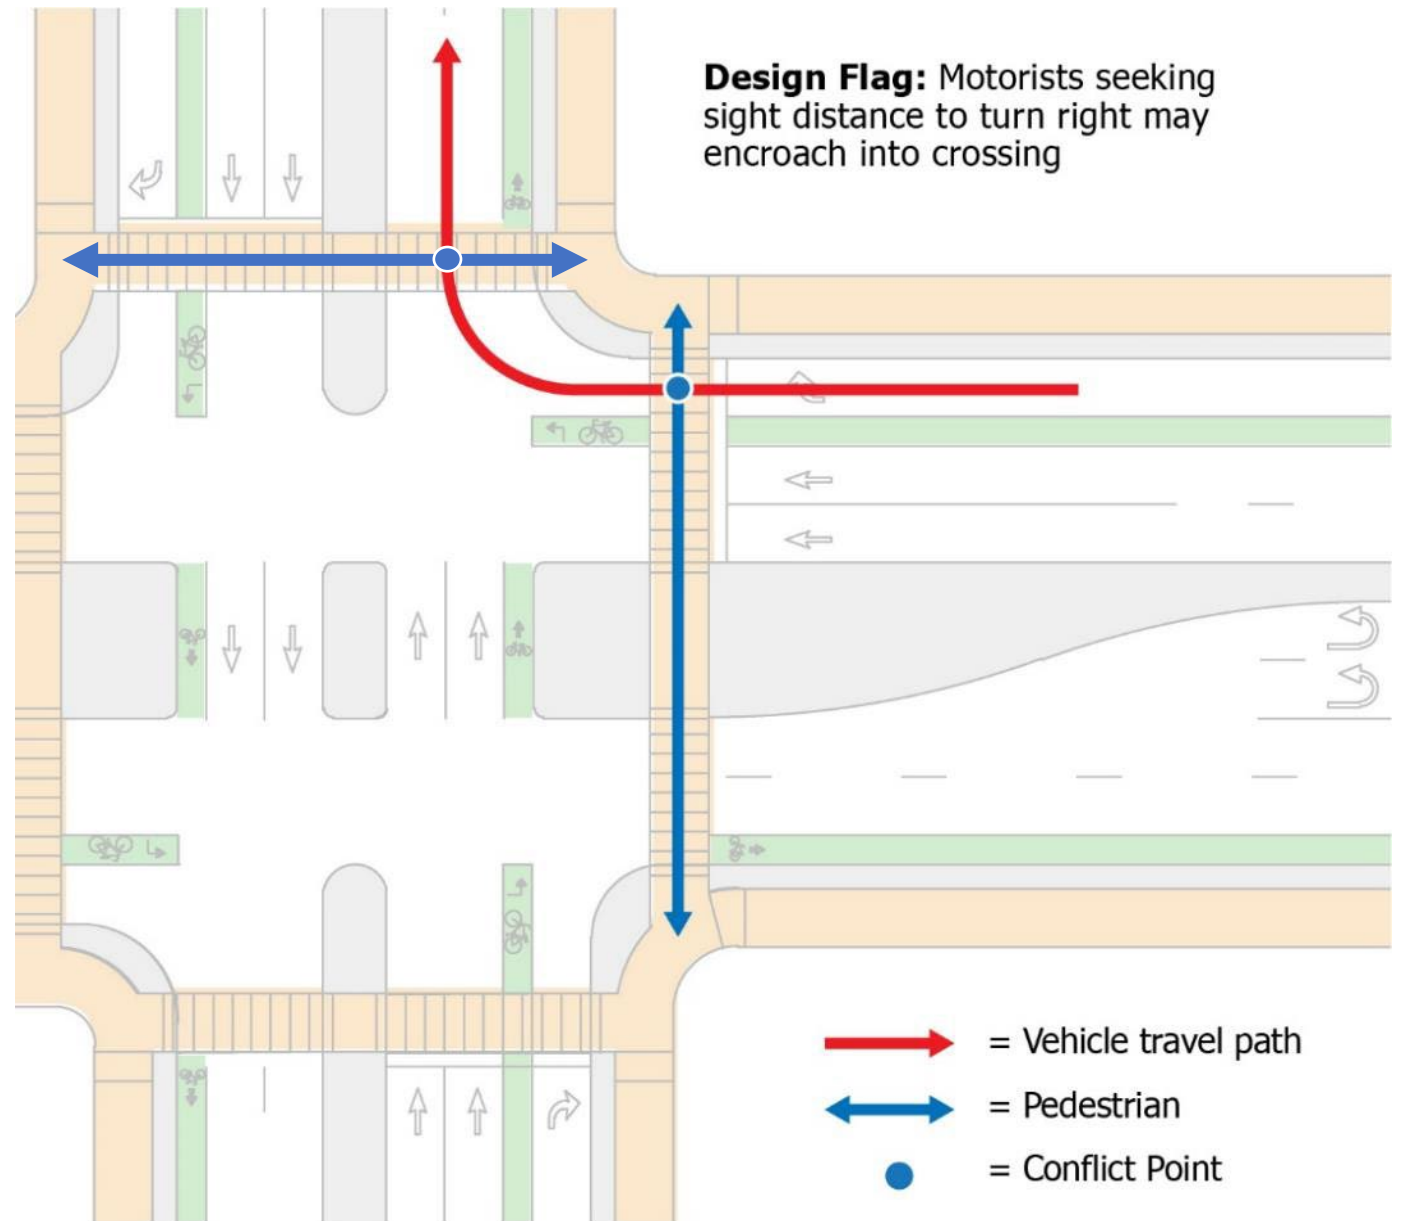 Design Flag: Motorists seeking
sight distance to turn right may
encroach into crossing
= Vehicle travel path
= Pedestrian
= Conflict Point